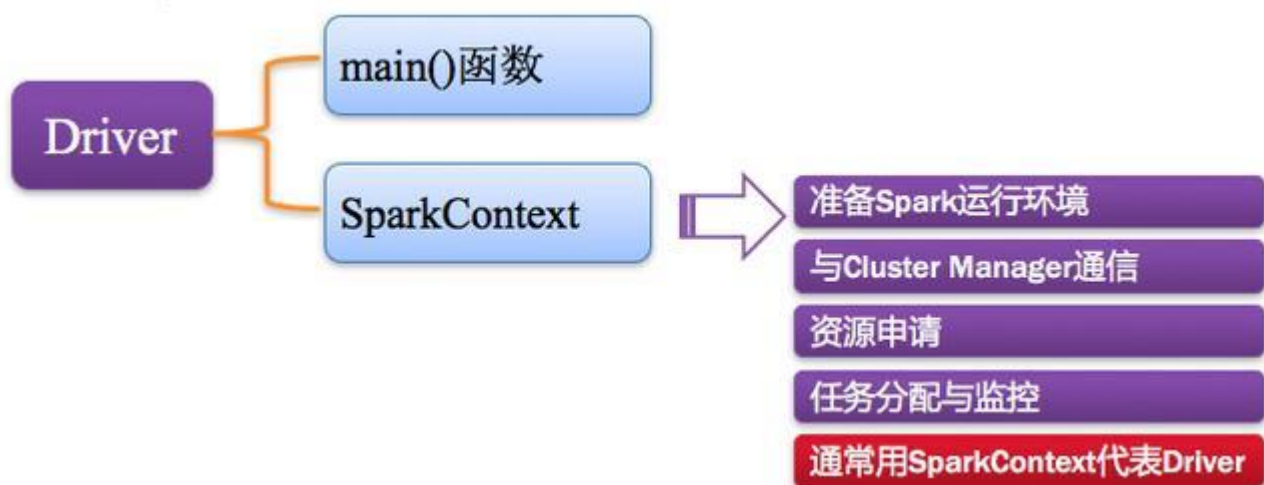 Driver
main()函数
SparkContext
准备Spark运行环境
与Cluster Manager通信
资源申请
任务分配与监控
通常用SparkContext代表Driver